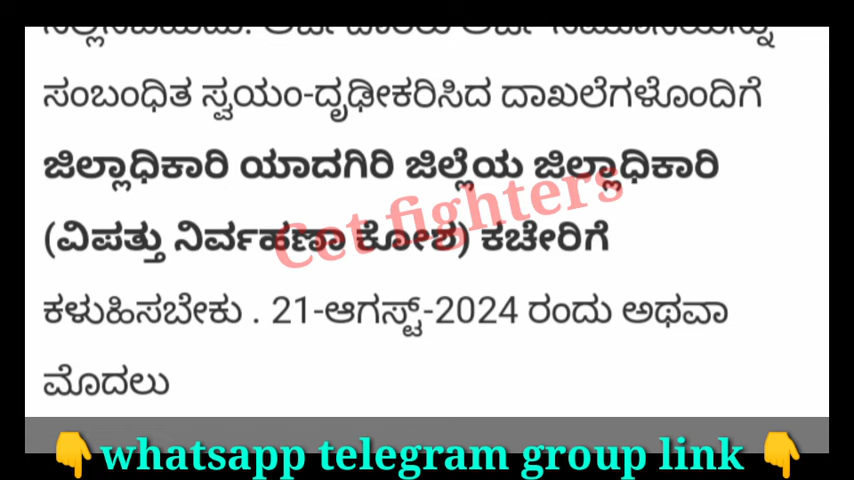 ಸಂಬಂಧಿತ ಸ್ವಯಂ-ದೃಢೀಕರಿಸಿದ ದಾಖಲೆಗಳೊಂದಿಗೆ
ಜಿಲ್ಲಾಧಿಕಾರಿ ಯಾದಗಿರಿ ಜಿಲ್ಲೆಯ ಜಿಲ್ಲಾಧಿಕಾರಿ
(ವಿಪತ್ತು ನಿರ್ವಹಣಾ ಕೋಶ) ಕಚೇರಿಗೆ
Cet fighters
ಕಳುಹಿಸಬೇಕು . 21-ಆಗಸ್ಟ್-2024 ರಂದು ಅಥವಾ
ಮೊದಲು
👇whatsapp telegram group link 👇